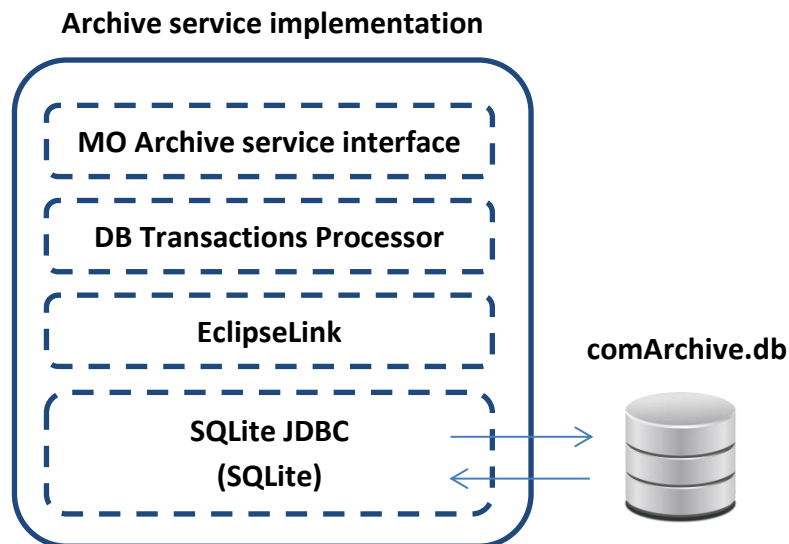 Archive service implementation
MO Archive service interface
DB Transactions Processor
EclipseLink
comArchive.db
SQLite JDBC
(SQLite)